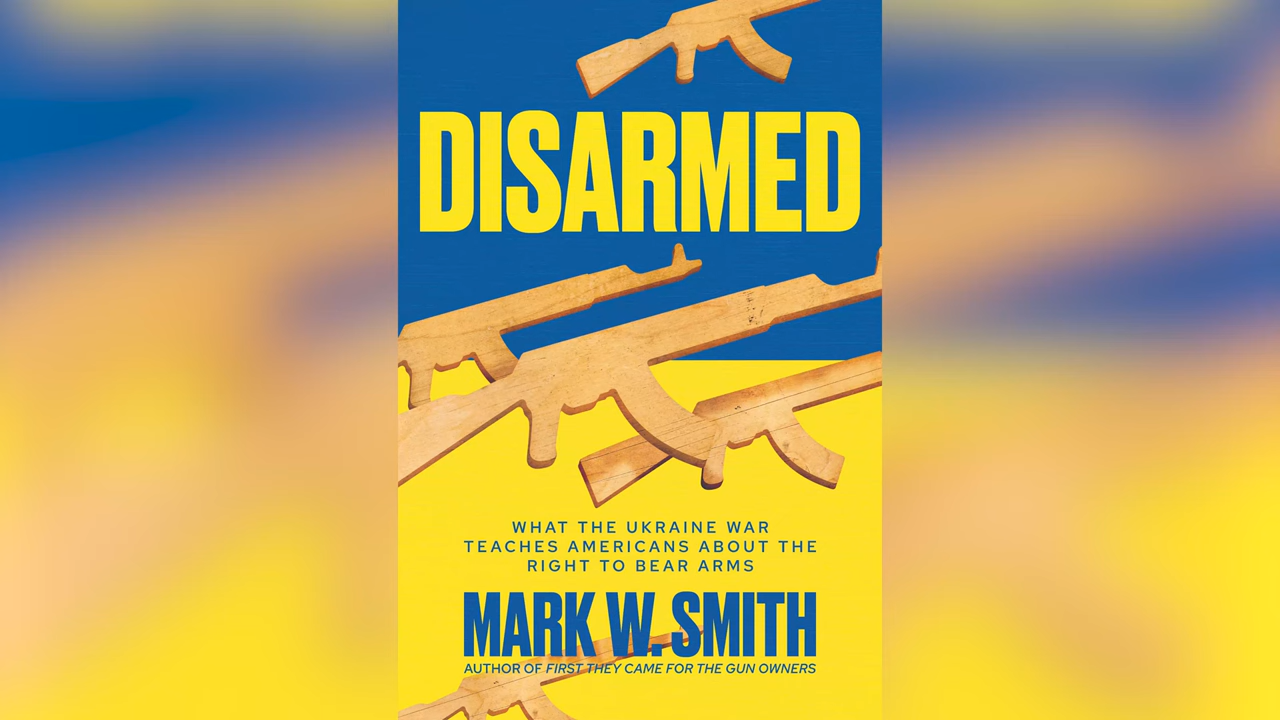 DISARMED
WHAT THE UKRAINE WAR
TEACHES AMERICANS ABOUT THE
RIGHT TO BEAR ARMS
MARK W. SMITH
AUTHOR OF FIRST THEY CAME FOR THE GUN OWNERS